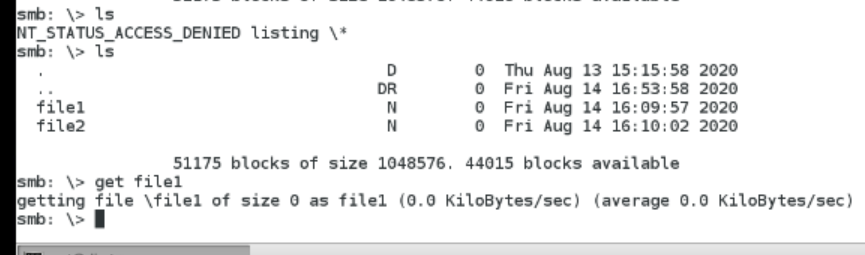 smb: \> ls
NT_STATUS_ACCESS_DENIED listing \*
smb: \> ls
. D 0 Thu Aug 13 15:15:58 2020
.. DR 0 Fri Aug 14 16:53:58 2020
file1 N 0 Fri Aug 14 16:09:57 2020
file2 N 0 Fri Aug 14 16:10:02 2020
51175 blocks of size 1048576. 44015 blocks available
smb: \> get file1
getting file \file1 of size 0 as file1 (0.0 KiloBytes/sec) (average 0.0 KiloBytes/sec)
smb: \>